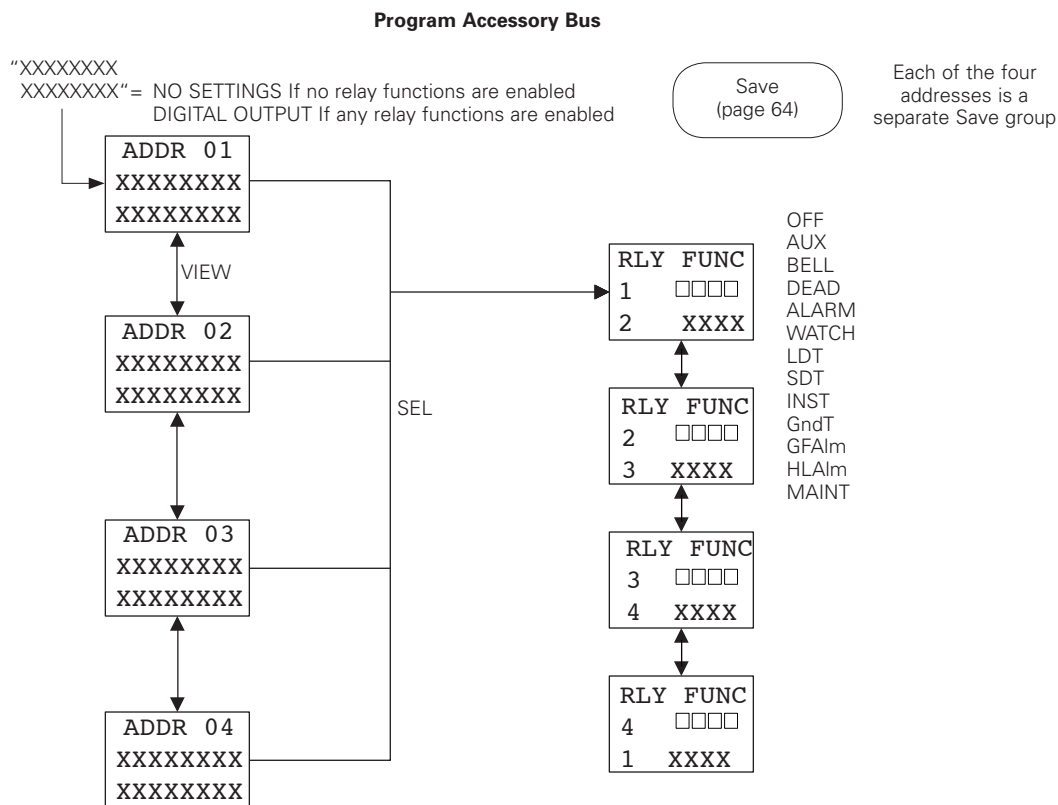 Program Accessory Bus
"XXXXXXXX
XXXXXXXX"= NO SETTINGS If no relay functions are enabled
DIGITAL OUTPUT If any relay functions are enabled
Save
(page 64)
Each of the four
addresses is a
separate Save group
ADDR 01
XXXXXXXX
XXXXXXXX
VIEW
ADDR 02
XXXXXXXX
XXXXXXXX
ADDR 03
XXXXXXXX
XXXXXXXX
ADDR 04
XXXXXXXX
XXXXXXXX
SEL
RLY FUNC
1 □□□□
2 XXXX
RLY FUNC
2 □□□□
3 XXXX
RLY FUNC
3 □□□□
4 XXXX
RLY FUNC
4 □□□□
1 XXXX
OFF
AUX
BELL
DEAD
ALARM
WATCH
LDT
SDT
INST
GndT
GFAlm
HLAlm
MAINT